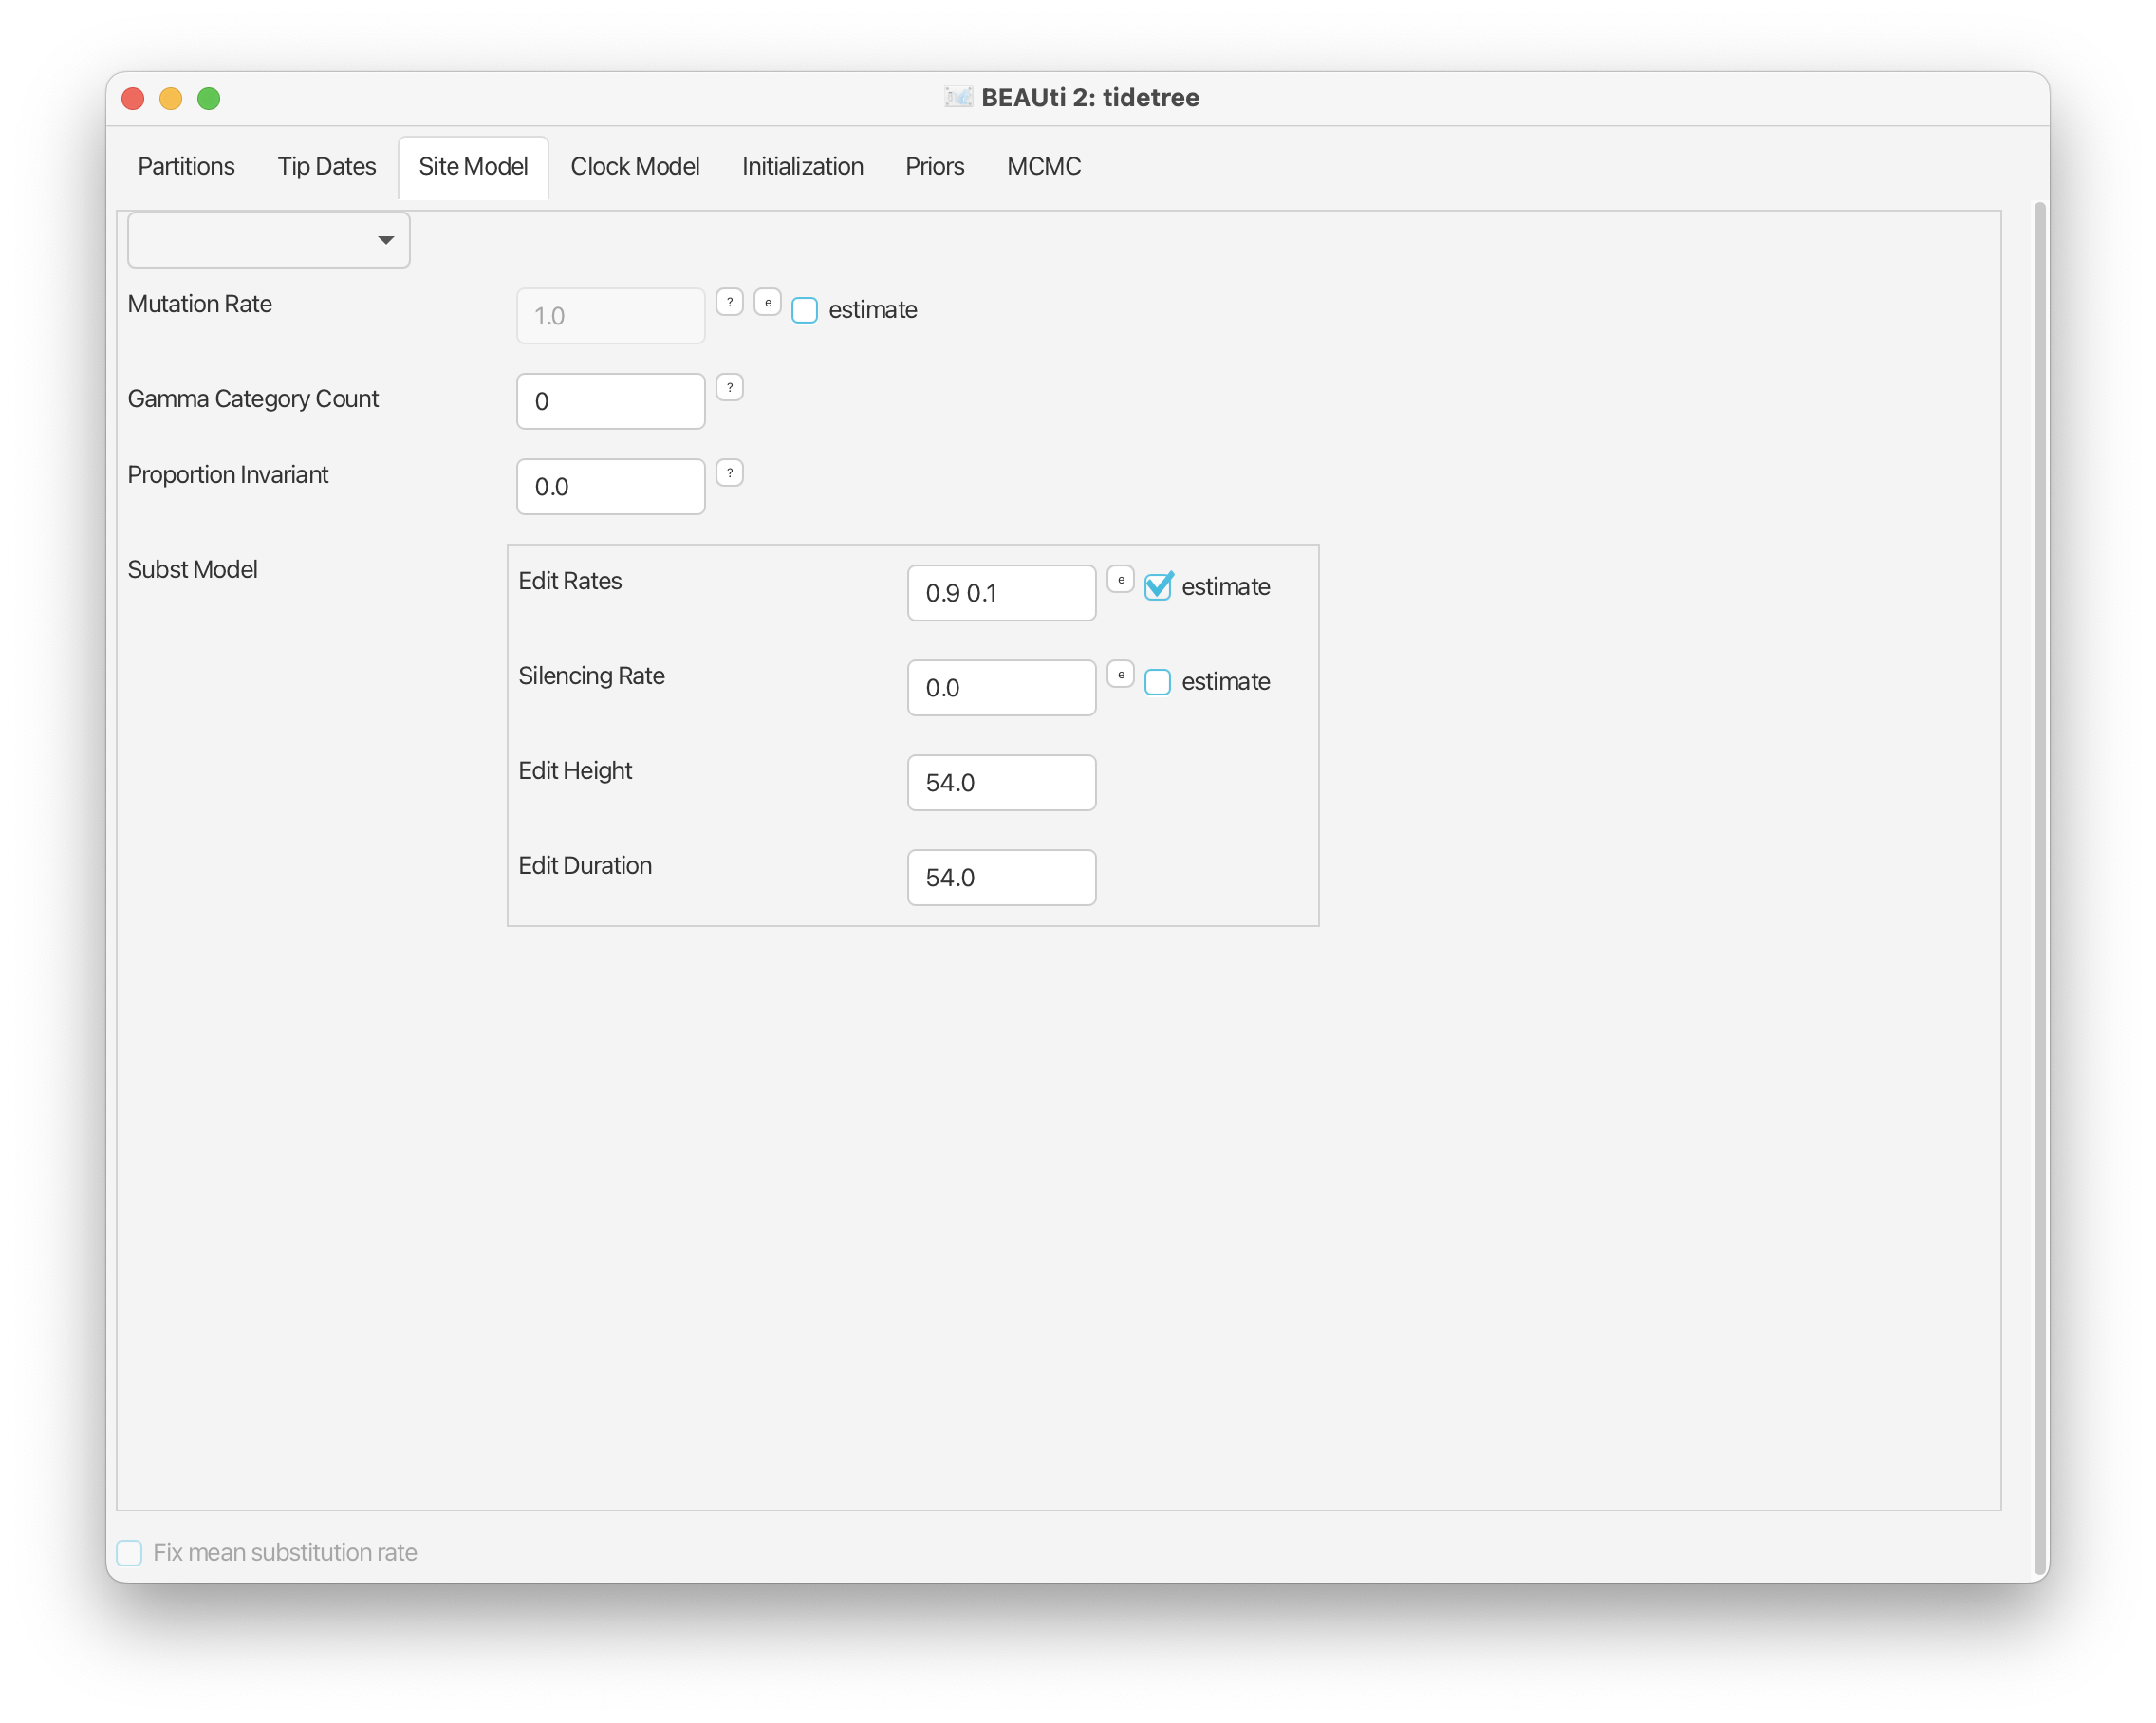 BEAUti 2: tidetree
Partitions Tip Dates Site Model Clock Model Initialization Priors MCMC
Mutation Rate 1.0 ? e estimate
Gamma Category Count 0 ?
Proportion Invariant 0.0 ?
Subst Model
Edit Rates 0.9 0.1 e estimate
Silencing Rate 0.0 e estimate
Edit Height 54.0
Edit Duration 54.0
Fix mean substitution rate